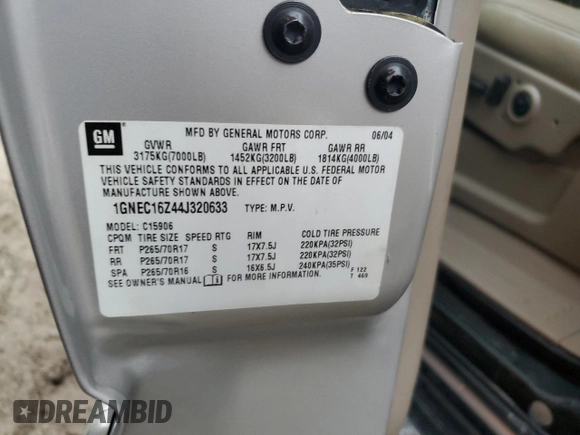 GM
MFD BY GENERAL MOTORS CORP. 06/04
GVWR GAWR FRT GAWR RR
3175KG(7000LB) 1452KG(3200LB) 1814KG(4000LB)
THIS VEHICLE CONFORMS TO ALL APPLICABLE U.S. FEDERAL MOTOR
VEHICLE SAFETY STANDARDS IN EFFECT ON THE DATE OF
MANUFACTURE SHOWN ABOVE.
1GNEC16Z44J320633 TYPE: M.P.V.
MODEL: C15906
CPQM TIRE SIZE SPEED RTG RIM COLD TIRE PRESSURE
FRT P265/70R17 S 17X7.5J 220KPA(32PSI)
RR P265/70R17 S 17X7.5J 220KPA(32PSI)
SPA P265/70R16 S 16X6.5J 240KPA(35PSI)
SEE OWNER'S MANUAL FOR MORE INFORMATION.
F 122
T 469
DREAMBID